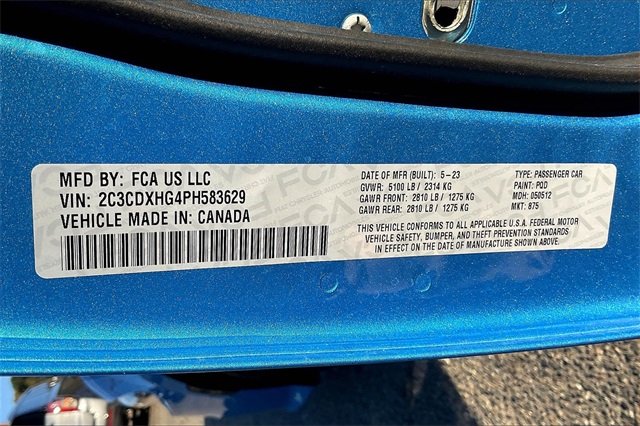 MFD BY: FCA US LLC
VIN: 2C3CDXHG4PH583629
VEHICLE MADE IN: CANADA
DATE OF MFR (BUILT): 5-23
GVWR: 5100 LB / 2314 KG
GAWR FRONT: 2810 LB / 1275 KG
GAWR REAR: 2810 LB / 1275 KG
TYPE: PASSENGER CAR
PAINT: PQD
MDH: 050512
MKT: 875
THIS VEHICLE CONFORMS TO ALL APPLICABLE U.S.A. FEDERAL MOTOR
VEHICLE SAFETY, BUMPER, AND THEFT PREVENTION STANDARDS
IN EFFECT ON THE DATE OF MANUFACTURE SHOWN ABOVE.